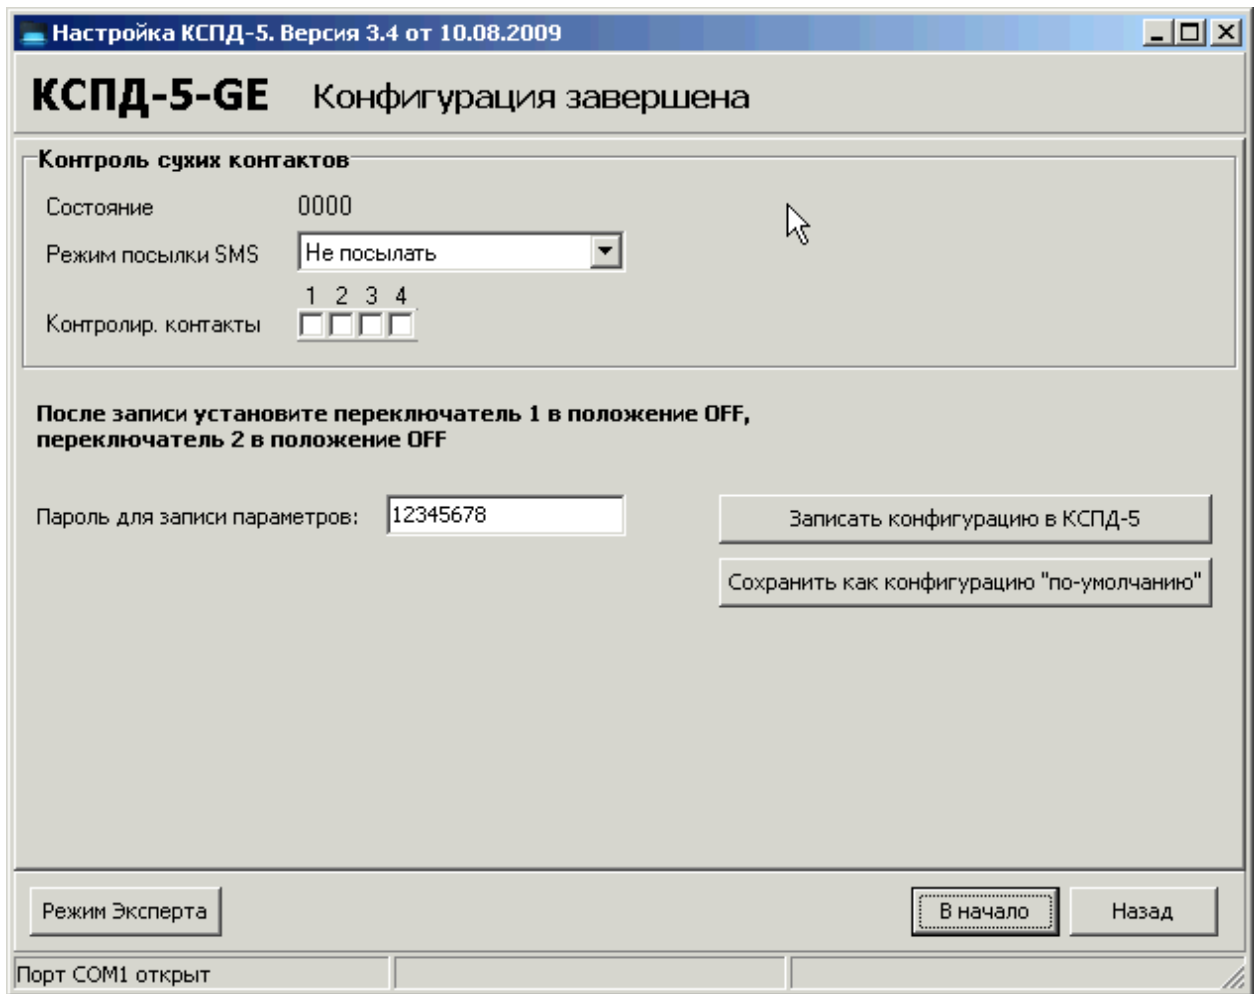 Настройка КСПД-5. Версия 3.4 от 10.08.2009
КСПД-5-GE Конфигурация завершена
Контроль сухих контактов
Состояние 0000
Режим посылки SMS Не посылать
1 2 3 4
Контролир. контакты
После записи установите переключатель 1 в положение OFF,
переключатель 2 в положение OFF
Пароль для записи параметров: 12345678 Записать конфигурацию в КСПД-5
Сохранить как конфигурацию "по-умолчанию"
Режим Эксперта В начало Назад
Порт COM1 открыт